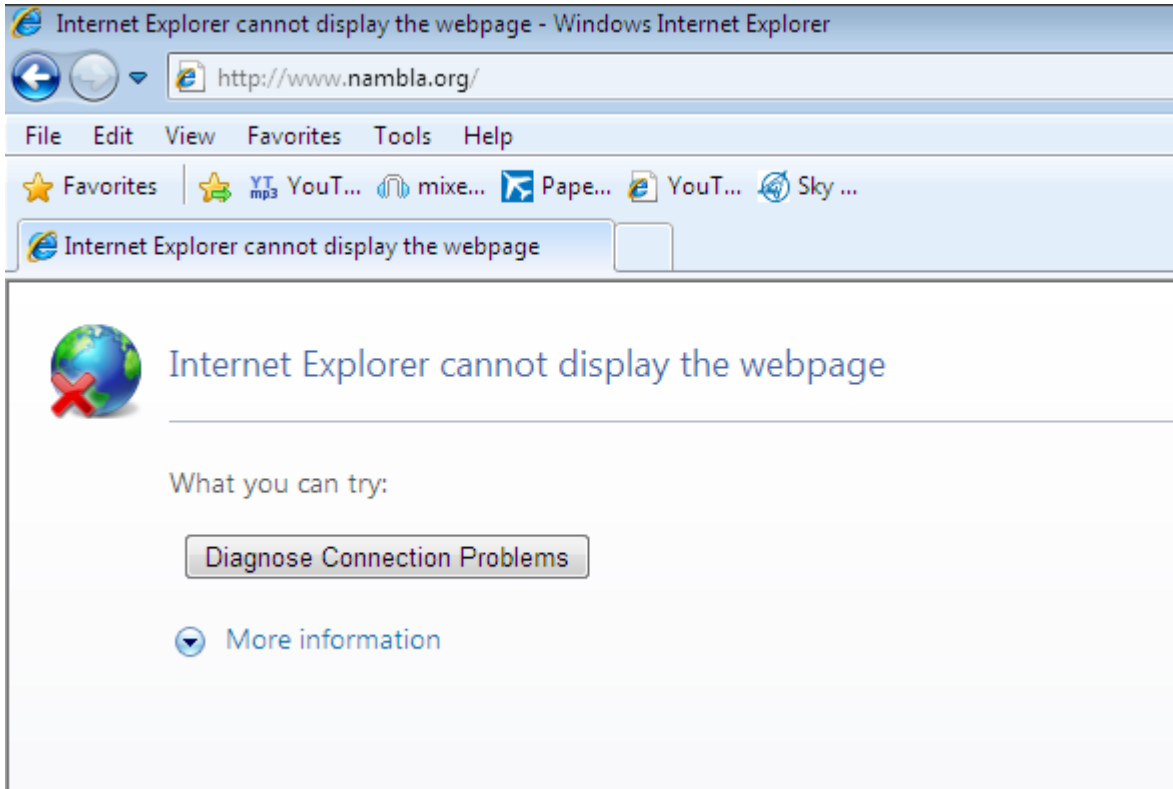 Internet Explorer cannot display the webpage - Windows Internet Explorer
http://www.nambla.org/
File Edit View Favorites Tools Help
Favorites YT mp3 YouT... mixe... Pape... YouT... Sky ...
Internet Explorer cannot display the webpage
Internet Explorer cannot display the webpage
What you can try:
Diagnose Connection Problems
More information